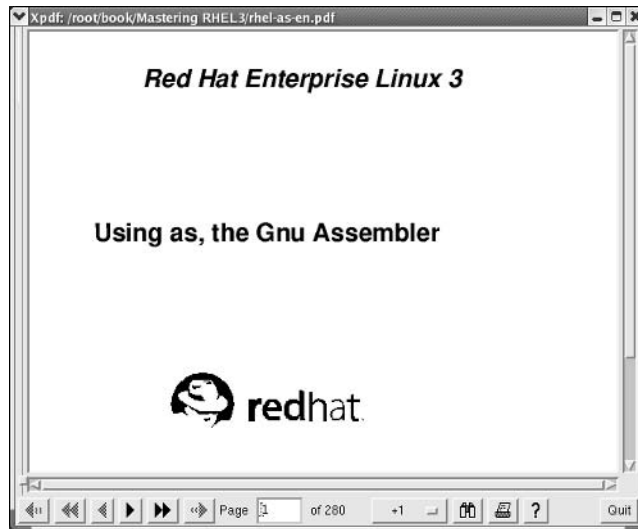 Xpdf: /root/book/Mastering RHEL3/rhel-as-en.pdf
Red Hat Enterprise Linux 3
Using as, the Gnu Assembler
redhat.
Page 1 of 280 +1 ? Quit